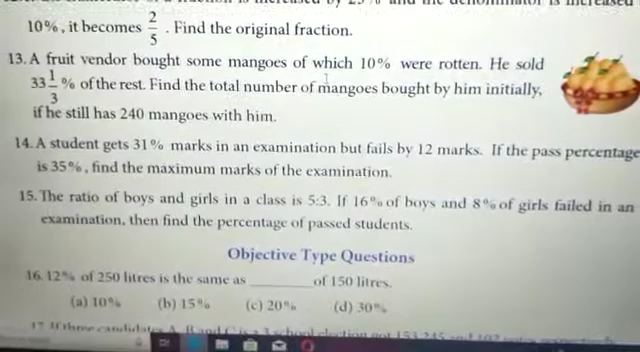 10%, it becomes 2/5 . Find the original fraction.
13. A fruit vendor bought some mangoes of which 10% were rotten. He sold
33 1/3 % of the rest. Find the total number of mangoes bought by him initially,
if he still has 240 mangoes with him.
14. A student gets 31% marks in an examination but fails by 12 marks. If the pass percentage
is 35%, find the maximum marks of the examination.
15. The ratio of boys and girls in a class is 5:3. If 16% of boys and 8% of girls failed in an
examination, then find the percentage of passed students.
Objective Type Questions
16. 12% of 250 litres is the same as ________ of 150 litres.
(a) 10% (b) 15% (c) 20% (d) 30%